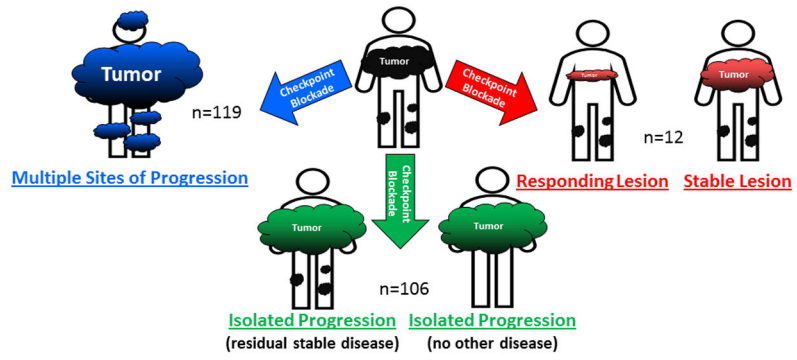 Tumor
Checkpoint
Blockade
n=119
Multiple Sites of Progression
Tumor
Checkpoint
Blockade
Tumor
Tumor
n=12
Responding Lesion
Stable Lesion
Checkpoint
Blockade
Tumor
Tumor
n=106
Isolated Progression
(residual stable disease)
Isolated Progression
(no other disease)